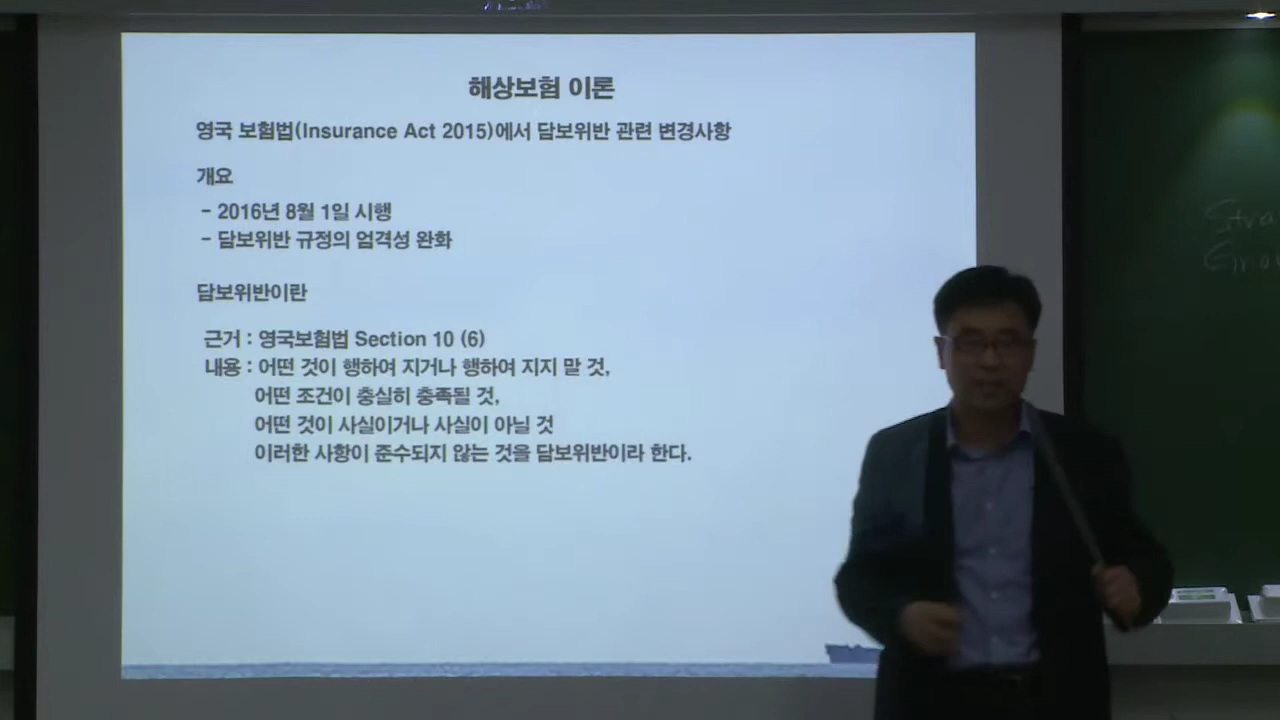 해상보험 이론
영국 보험법(Insurance Act 2015)에서 담보위반 관련 변경사항
개요
- 2016년 8월 1일 시행
- 담보위반 규정의 엄격성 완화
담보위반이란
근거 : 영국보험법 Section 10 (6)
내용 : 어떤 것이 행하여 지거나 행하여 지지 말 것,
어떤 조건이 충실히 충족될 것,
어떤 것이 사실이거나 사실이 아닐 것
이러한 사항이 준수되지 않는 것을 담보위반이라 한다.